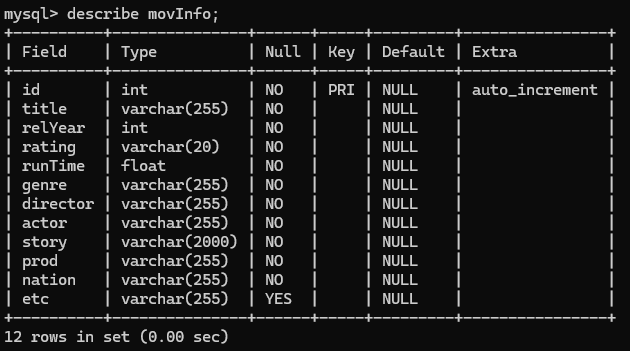 mysql> describe movInfo;
+----------+---------------+------+-----+---------+----------------+
| Field    | Type          | Null | Key | Default | Extra          |
+----------+---------------+------+-----+---------+----------------+
| id       | int           | NO   | PRI | NULL    | auto_increment |
| title    | varchar(255)  | NO   |     | NULL    |                |
| relYear  | int           | NO   |     | NULL    |                |
| rating   | varchar(20)   | NO   |     | NULL    |                |
| runTime  | float         | NO   |     | NULL    |                |
| genre    | varchar(255)  | NO   |     | NULL    |                |
| director | varchar(255)  | NO   |     | NULL    |                |
| actor    | varchar(255)  | NO   |     | NULL    |                |
| story    | varchar(2000) | NO   |     | NULL    |                |
| prod     | varchar(255)  | NO   |     | NULL    |                |
| nation   | varchar(255)  | NO   |     | NULL    |                |
| etc      | varchar(255)  | YES  |     | NULL    |                |
+----------+---------------+------+-----+---------+----------------+
12 rows in set (0.00 sec)